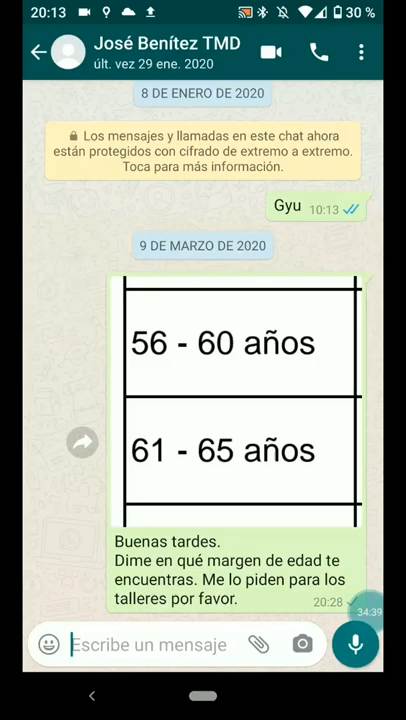 20:13
30 %
José Benítez TMD
últ. vez 29 ene. 2020
8 DE ENERO DE 2020
Los mensajes y llamadas en este chat ahora
están protegidos con cifrado de extremo a extremo.
Toca para más información.
Gyu 10:13
9 DE MARZO DE 2020
56 - 60 años
61 - 65 años
Buenas tardes.
Dime en qué margen de edad te
encuentras. Me lo piden para los
talleres por favor.
20:28
34:39
Escribe un mensaje